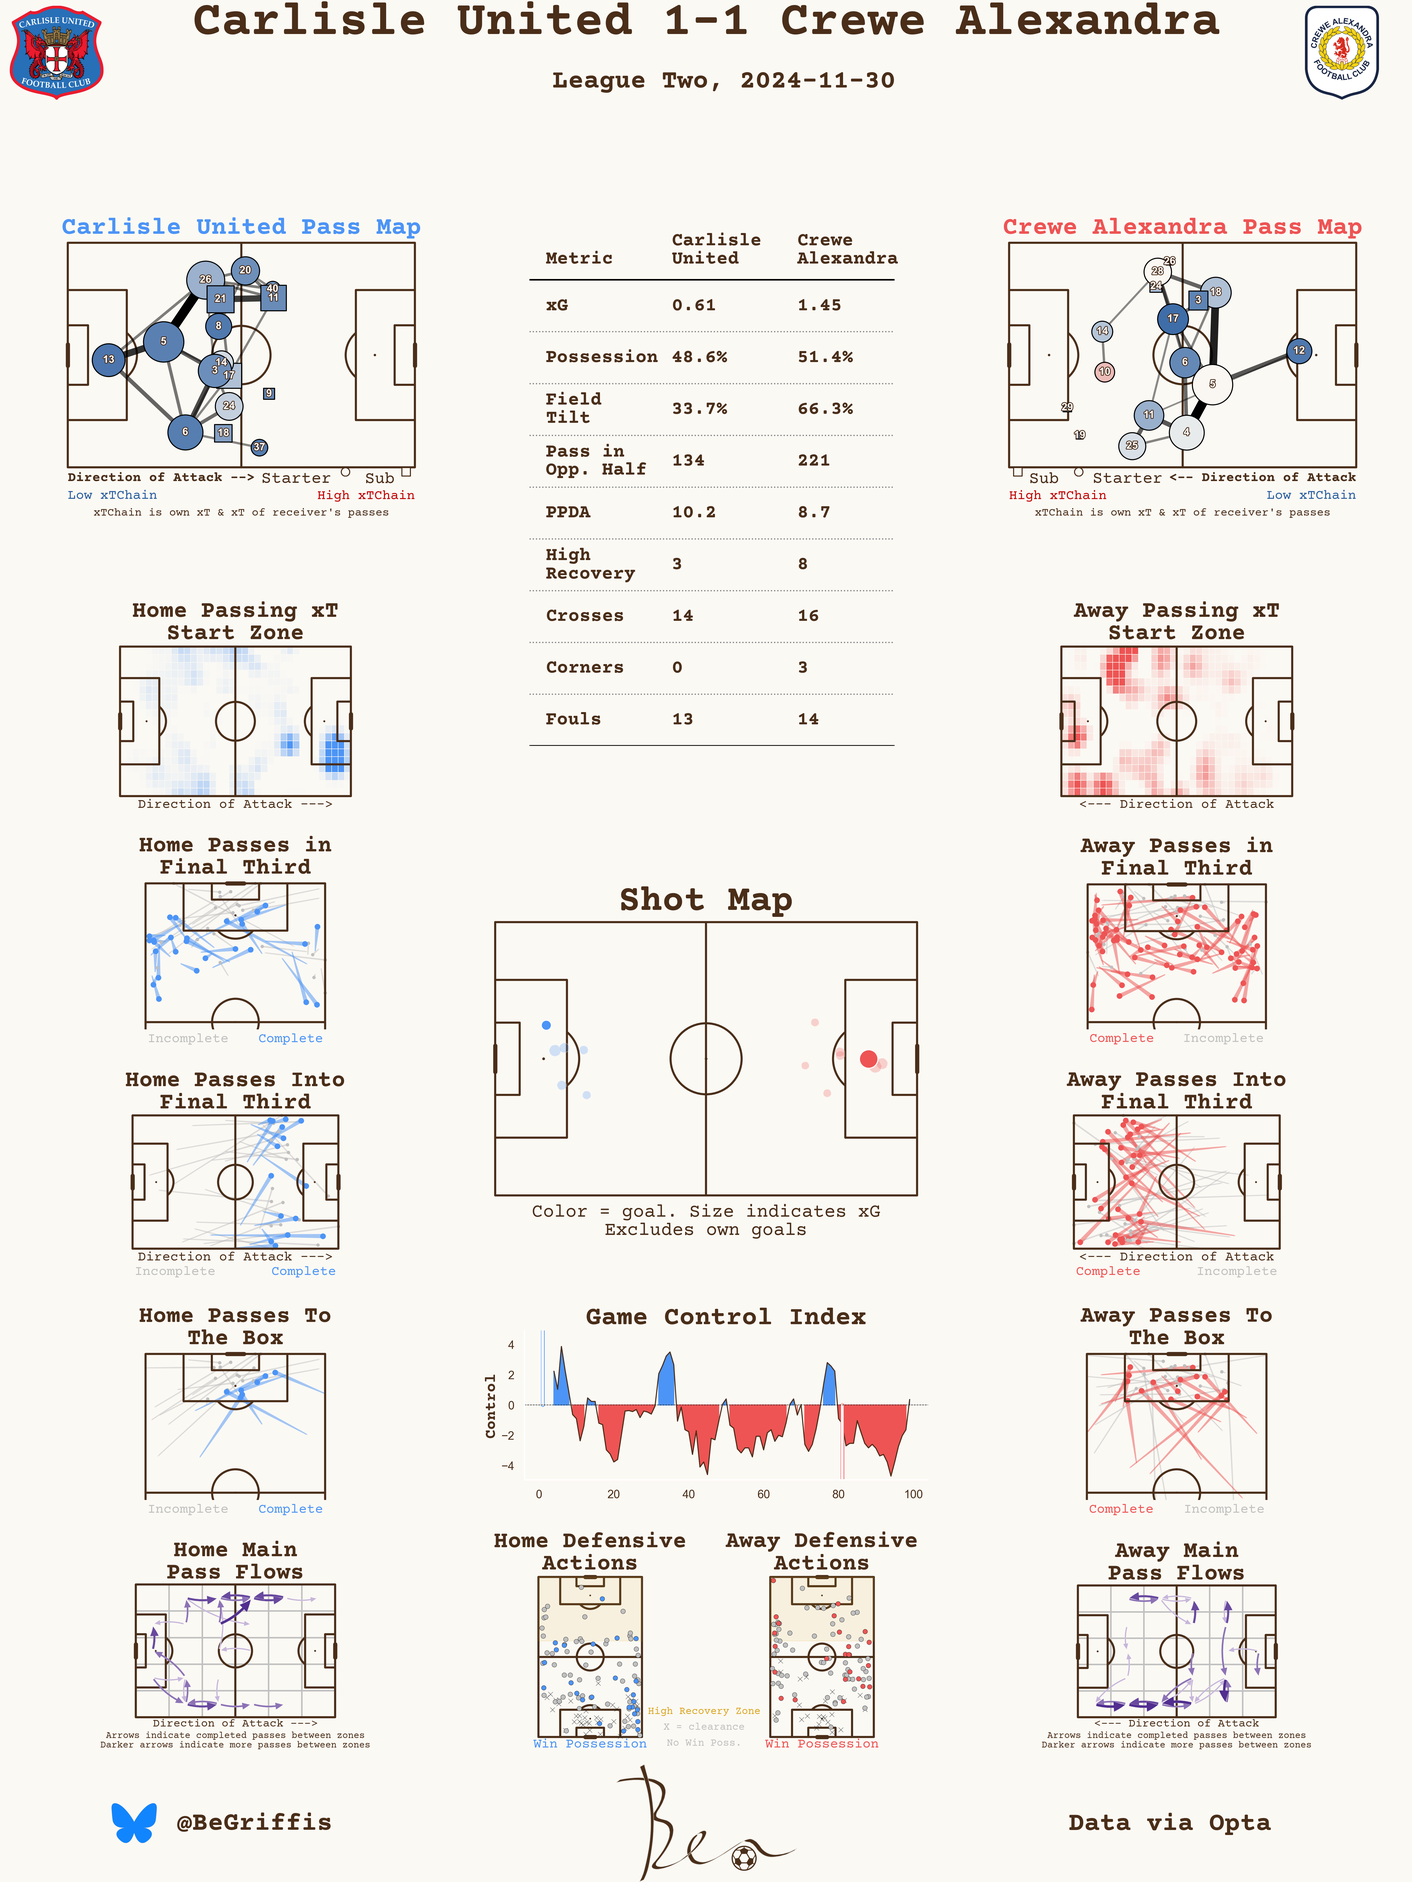 Carlisle United 1-1 Crewe Alexandra
League Two, 2024-11-30
CARLISLE UNITED
FOOTBALL CLUB
CREWE ALEXANDRA
FOOTBALL CLUB
Carlisle United Pass Map
26
20
40
21
11
8
5
13
14
3
17
9
24
6
18
37
Direction of Attack --> Starter Sub
Low xTChain High xTChain
xTChain is own xT & xT of receiver's passes
Metric Carlisle United Crewe Alexandra
xG 0.61 1.45
Possession 48.6% 51.4%
Field Tilt 33.7% 66.3%
Pass in Opp. Half 134 221
PPDA 10.2 8.7
High Recovery 3 8
Crosses 14 16
Corners 0 3
Fouls 13 14
Crewe Alexandra Pass Map
26
28
24
18
3
17
14
12
6
10
5
29
11
4
19
25
Sub Starter <-- Direction of Attack
High xTChain Low xTChain
xTChain is own xT & xT of receiver's passes
Home Passing xT
Start Zone
Direction of Attack --->
Away Passing xT
Start Zone
<--- Direction of Attack
Home Passes in
Final Third
Incomplete Complete
Away Passes in
Final Third
Complete Incomplete
Shot Map
Color = goal. Size indicates xG
Excludes own goals
Home Passes Into
Final Third
Direction of Attack --->
Incomplete Complete
Away Passes Into
Final Third
<--- Direction of Attack
Complete Incomplete
Home Passes To
The Box
Incomplete Complete
Game Control Index
Control
4
2
0
−2
−4
0 20 40 60 80 100
Away Passes To
The Box
Complete Incomplete
Home Main
Pass Flows
Direction of Attack --->
Arrows indicate completed passes between zones
Darker arrows indicate more passes between zones
Home Defensive
Actions
Win Possession
Away Defensive
Actions
Win Possession
High Recovery Zone
X = clearance
No Win Poss.
Away Main
Pass Flows
<--- Direction of Attack
Arrows indicate completed passes between zones
Darker arrows indicate more passes between zones
@BeGriffis
Ben
Data via Opta